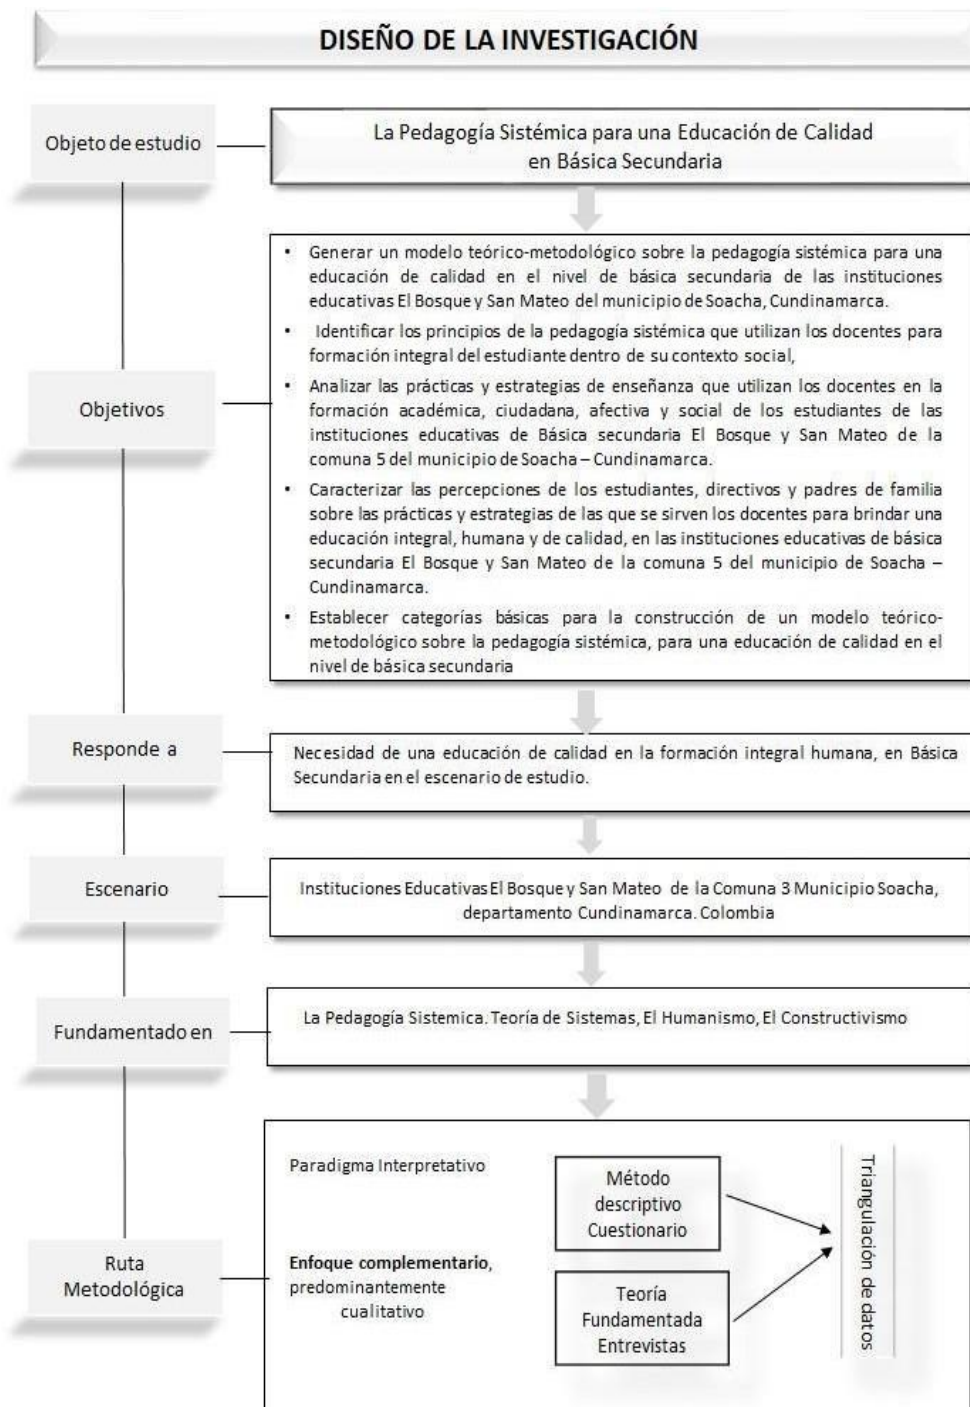 DISEÑO DE LA INVESTIGACIÓN
Objeto de estudio
La Pedagogía Sistémica para una Educación de Calidad
en Básica Secundaria
Objetivos
• Generar un modelo teórico-metodológico sobre la pedagogía sistémica para una
educación de calidad en el nivel de básica secundaria de las instituciones
educativas El Bosque y San Mateo del municipio de Soacha, Cundinamarca.
• Identificar los principios de la pedagogía sistémica que utilizan los docentes para
formación integral del estudiante dentro de su contexto social,
• Analizar las prácticas y estrategias de enseñanza que utilizan los docentes en la
formación académica, ciudadana, afectiva y social de los estudiantes de las
instituciones educativas de Básica secundaria El Bosque y San Mateo de la
comuna 5 del municipio de Soacha – Cundinamarca.
• Caracterizar las percepciones de los estudiantes, directivos y padres de familia
sobre las prácticas y estrategias de las que se sirven los docentes para brindar una
educación integral, humana y de calidad, en las instituciones educativas de básica
secundaria El Bosque y San Mateo de la comuna 5 del municipio de Soacha –
Cundinamarca.
• Establecer categorías básicas para la construcción de un modelo teórico-
metodológico sobre la pedagogía sistémica, para una educación de calidad en el
nivel de básica secundaria
Responde a
Necesidad de una educación de calidad en la formación integral humana, en Básica
Secundaria en el escenario de estudio.
Escenario
Instituciones Educativas El Bosque y San Mateo de la Comuna 3 Municipio Soacha,
departamento Cundinamarca. Colombia
Fundamentado en
La Pedagogía Sistemica. Teoría de Sistemas, El Humanismo, El Constructivismo
Ruta
Metodológica
Paradigma Interpretativo
Enfoque complementario,
predominantemente
cualitativo
Método
descriptivo
Cuestionario
Teoría
Fundamentada
Entrevistas
Triangulación de datos